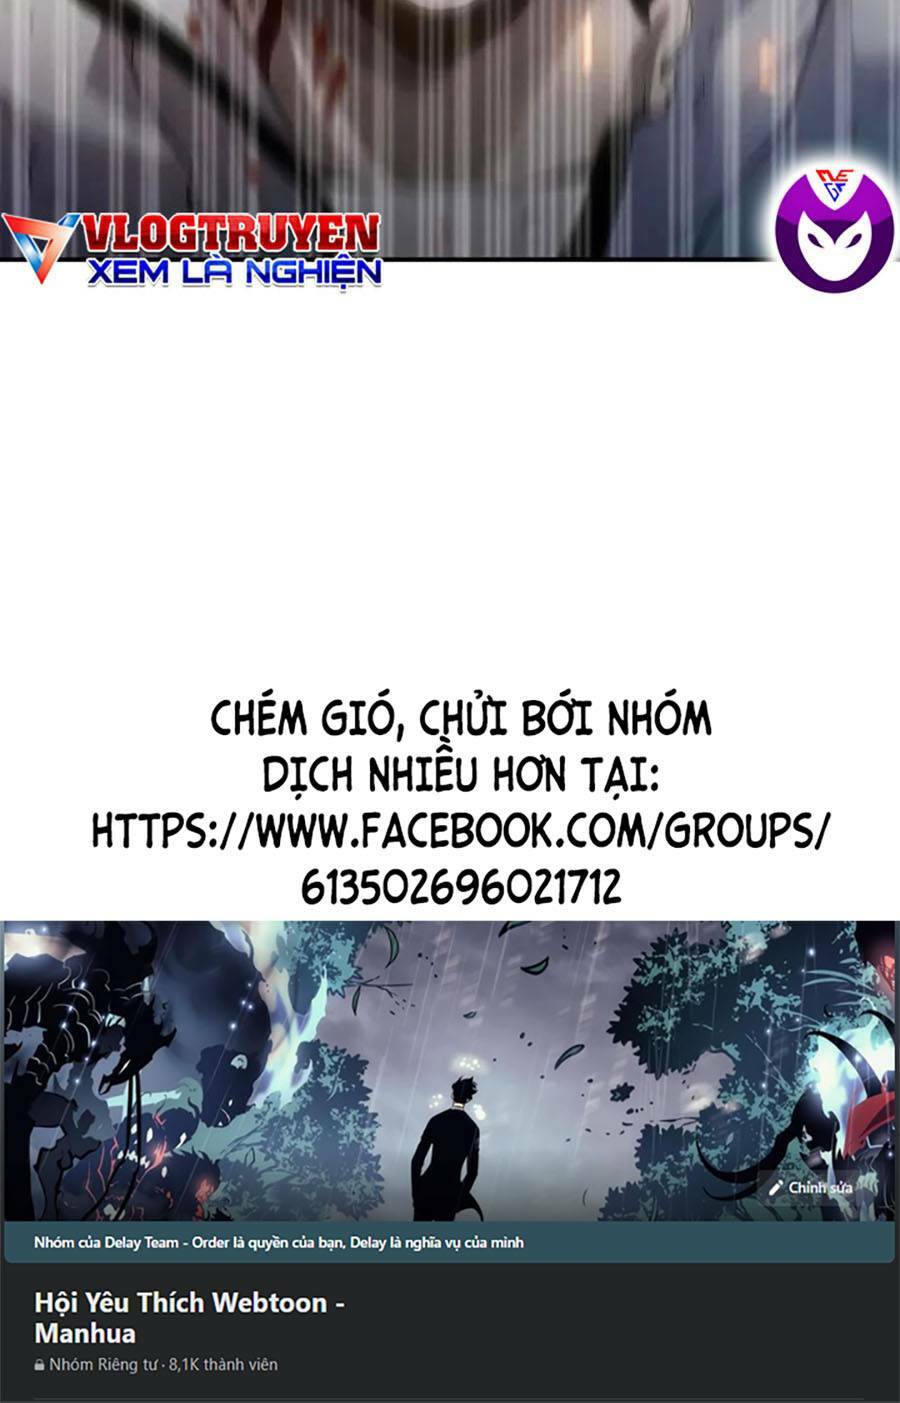 MEGF
VLOGTRUYEN
XEM LÀ NGHIỆN
CHÉM GIÓ, CHỬI BỚI NHÓM
DỊCH NHIỀU HƠN TẠI:
HTTPS://WWW.FACEBOOK.COM/GROUPS/
613502696021712
Chỉnh sửa
Nhóm của Delay Team - Order là quyền của bạn, Delay là nghĩa vụ của mình
Hội Yêu Thích Webtoon -
Manhua
Nhóm Riêng tư · 8,1K thành viên